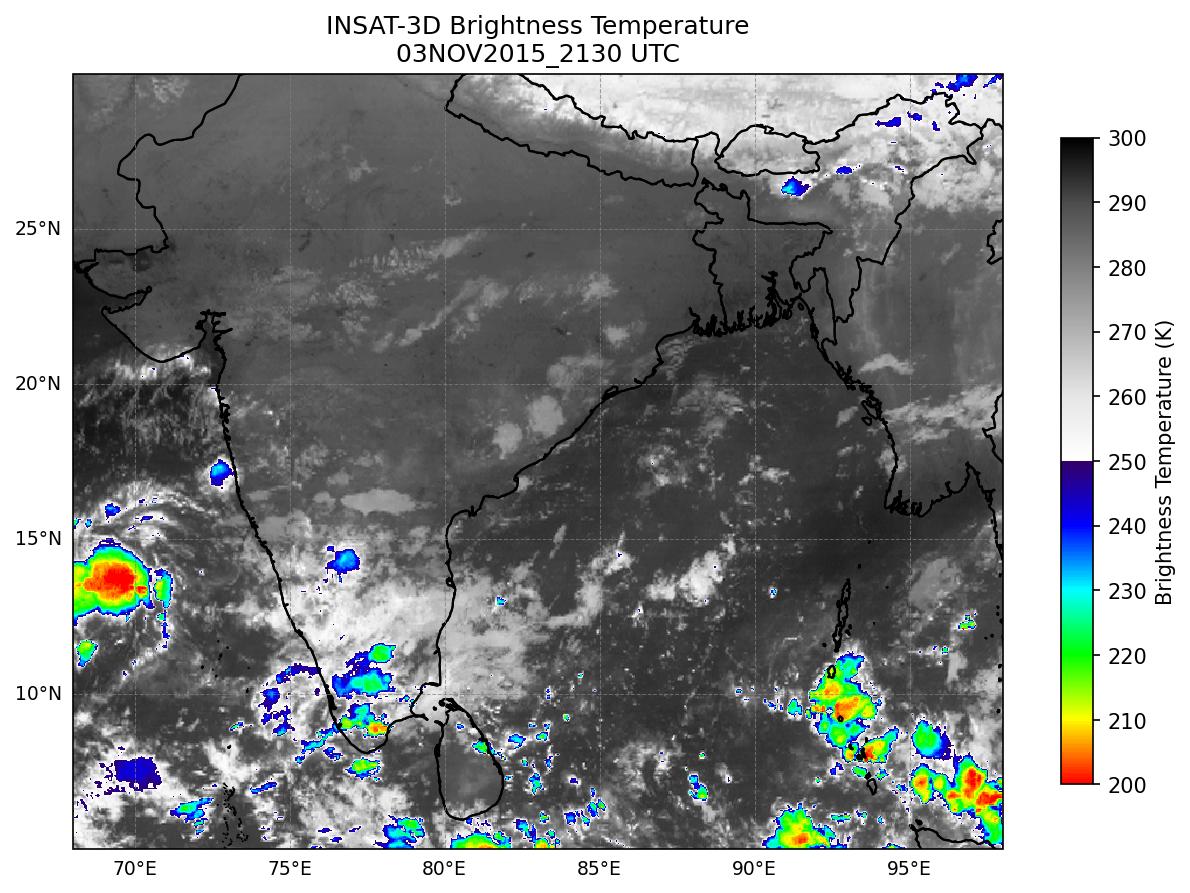 INSAT-3D Brightness Temperature
03NOV2015_2130 UTC
25°N
20°N
15°N
10°N
70°E
75°E
80°E
85°E
90°E
95°E
300
290
280
270
260
250
240
230
220
210
200
Brightness Temperature (K)